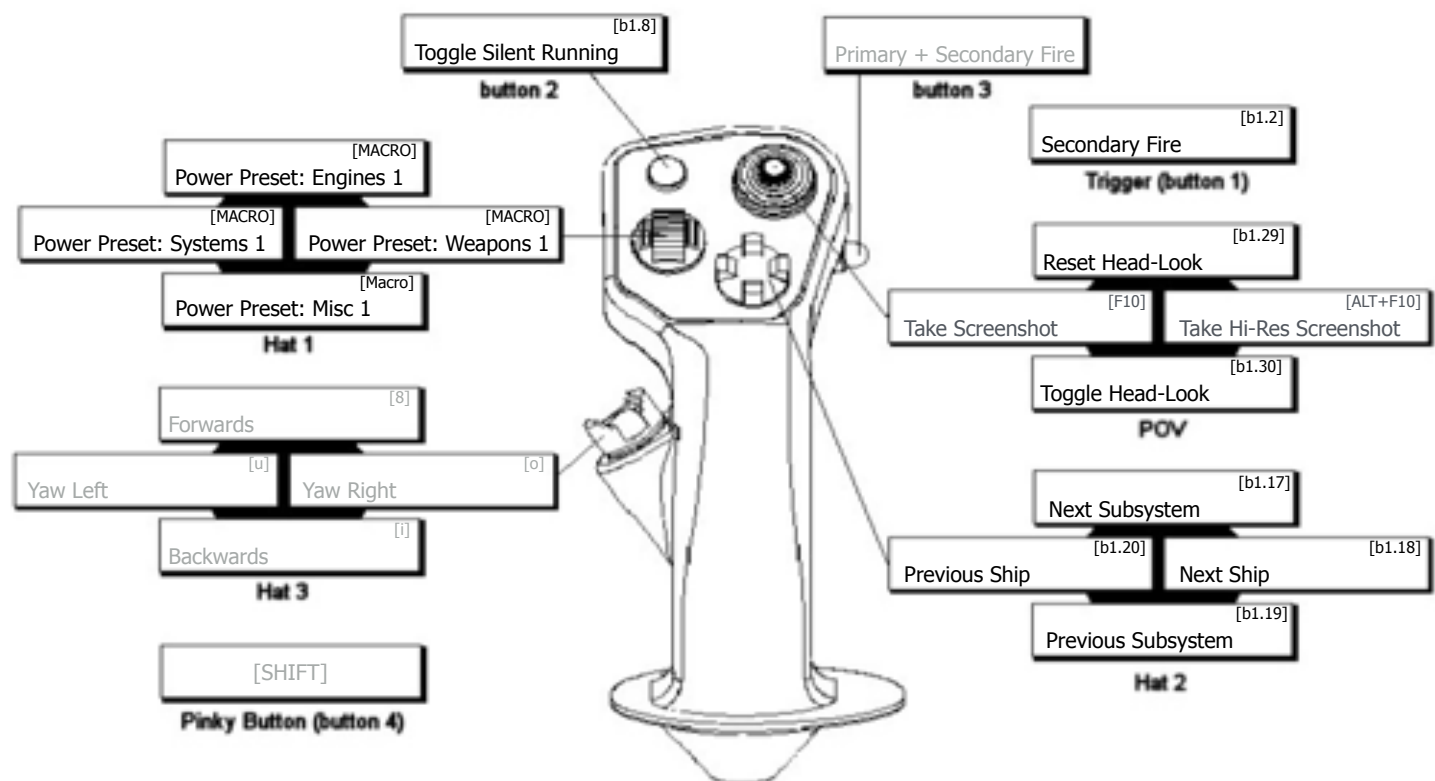 [b1.8]
Toggle Silent Running
button 2
Primary + Secondary Fire
button 3
[b1.2]
Secondary Fire
Trigger (button 1)
[MACRO]
Power Preset: Engines 1
[MACRO]
Power Preset: Systems 1
[MACRO]
Power Preset: Weapons 1
[Macro]
Power Preset: Misc 1
Hat 1
[b1.29]
Reset Head-Look
[F10]
Take Screenshot
[ALT+F10]
Take Hi-Res Screenshot
[b1.30]
Toggle Head-Look
POV
[8]
Forwards
[u]
Yaw Left
[o]
Yaw Right
[i]
Backwards
Hat 3
[b1.17]
Next Subsystem
[b1.20]
Previous Ship
[b1.18]
Next Ship
[b1.19]
Previous Subsystem
Hat 2
[SHIFT]
Pinky Button (button 4)